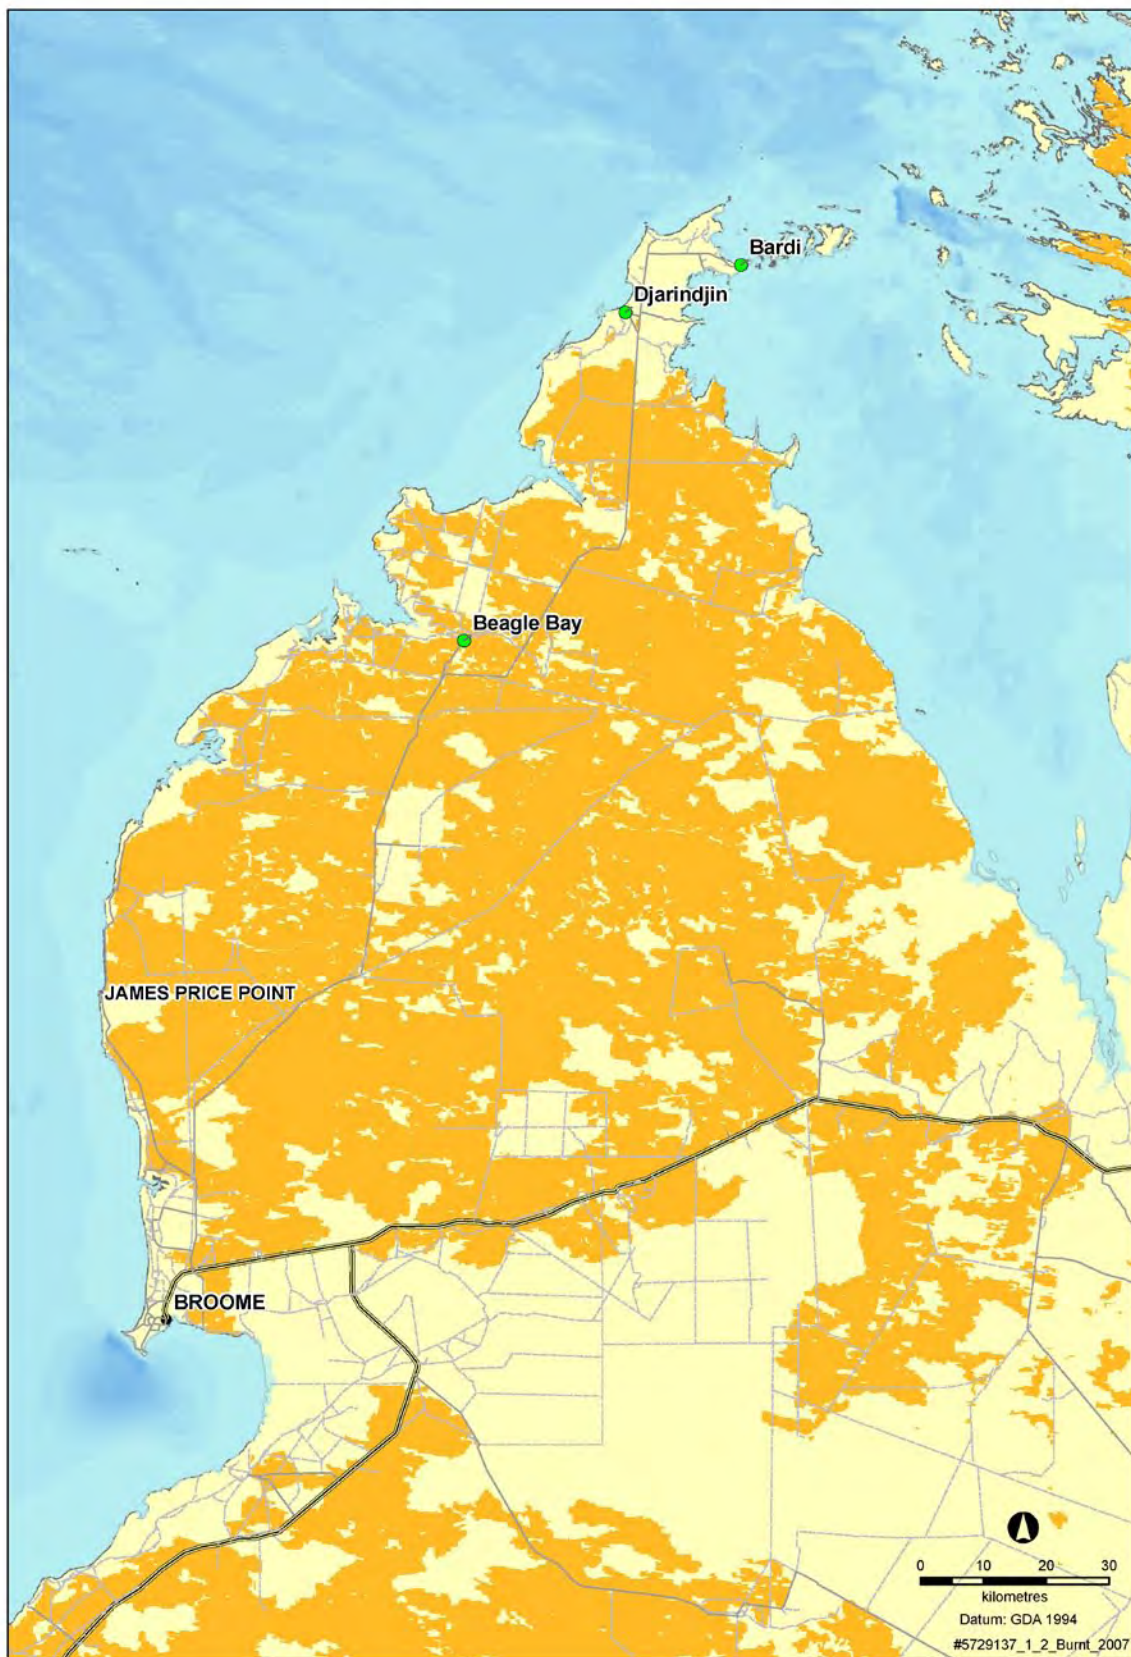 Bardi
Djarindjin
Beagle Bay
JAMES PRICE POINT
BROOME
0 10 20 30
kilometres
Datum: GDA 1994
#5729137_1_2_Burnt_2007